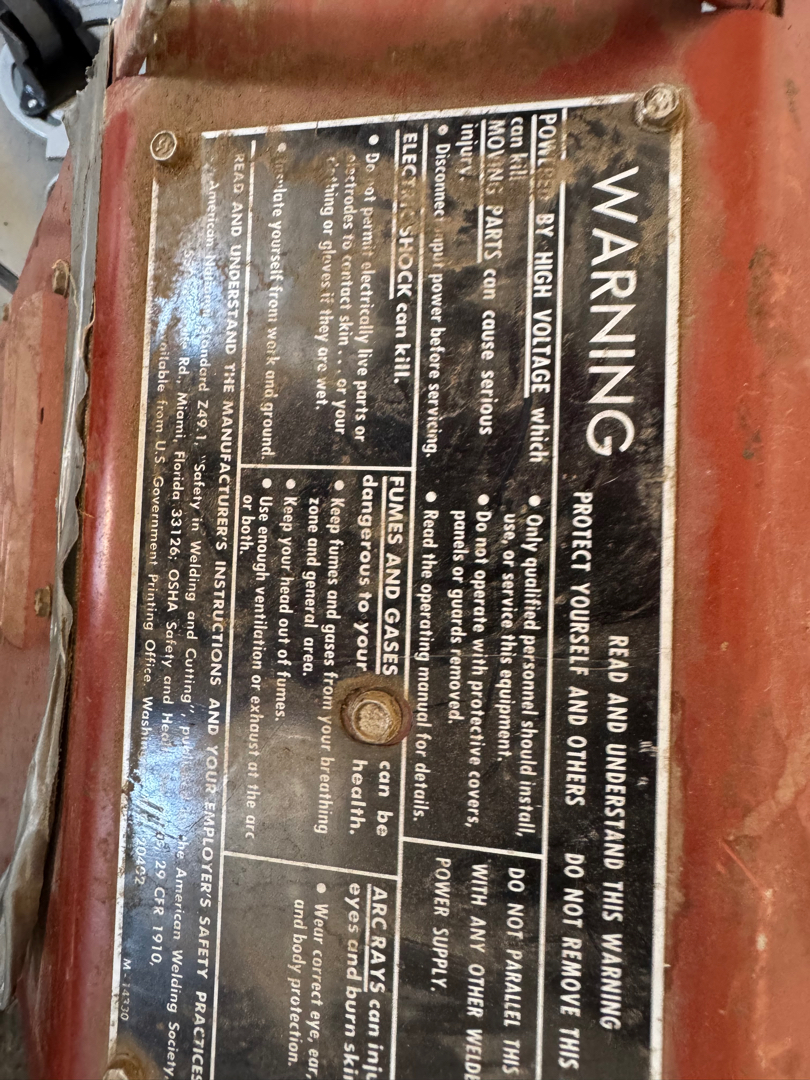 WARNING
READ AND UNDERSTAND THIS WARNING
PROTECT YOURSELF AND OTHERS DO NOT REMOVE THIS
POWERED BY HIGH VOLTAGE which
can kill.
MOVING PARTS can cause serious
injury.
• Disconnect input power before servicing.
• Only qualified personnel should install,
use, or service this equipment.
• Do not operate with protective covers,
panels or guards removed.
• Read the operating manual for details.
DO NOT PARALLEL THIS
WITH ANY OTHER
POWER SUPPLY.
ELECTRIC SHOCK can kill.
• Do not permit electrically live parts or
electrodes to contact skin ... or your
clothing or gloves if they are wet.
• Insulate yourself from work and ground.
FUMES AND GASES can be
dangerous to your health.
• Keep fumes and gases from your breathing
zone and general area.
• Keep your head out of fumes.
• Use enough ventilation or exhaust at the arc
or both.
ARC RAYS can
eyes and burn
• Wear correct eye, ear,
and body protection.
READ AND UNDERSTAND THE MANUFACTURER'S INSTRUCTIONS AND YOUR EMPLOYER'S SAFETY PRACTICES
American National Standard Z49.1, "Safety in Welding and Cutting", the American Welding Society,
Rd., Miami, Florida 33126; OSHA Safety and 29 CFR 1910,
available from U.S. Government Printing Office, 20402